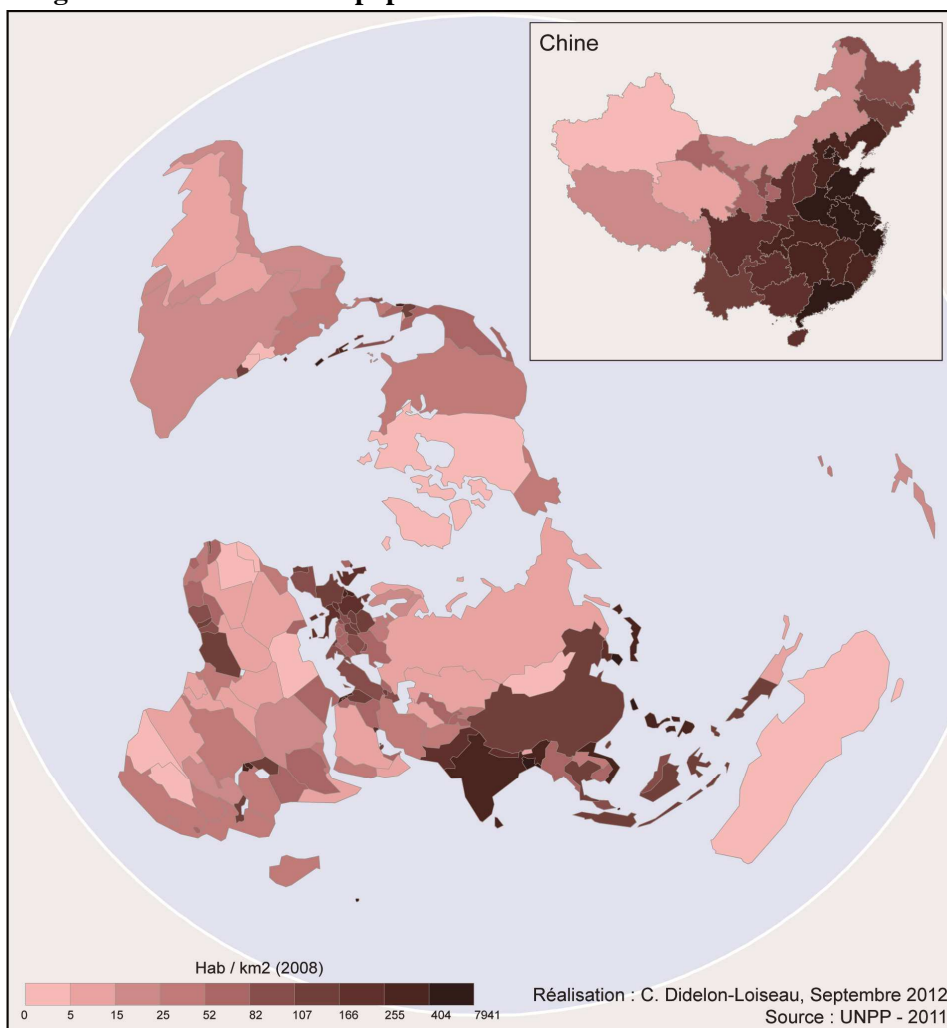 Chine
Hab / km2 (2008)
0 5 15 25 52 82 107 166 255 404 7941
Réalisation : C. Didelon-Loiseau, Septembre 2012
Source : UNPP - 2011